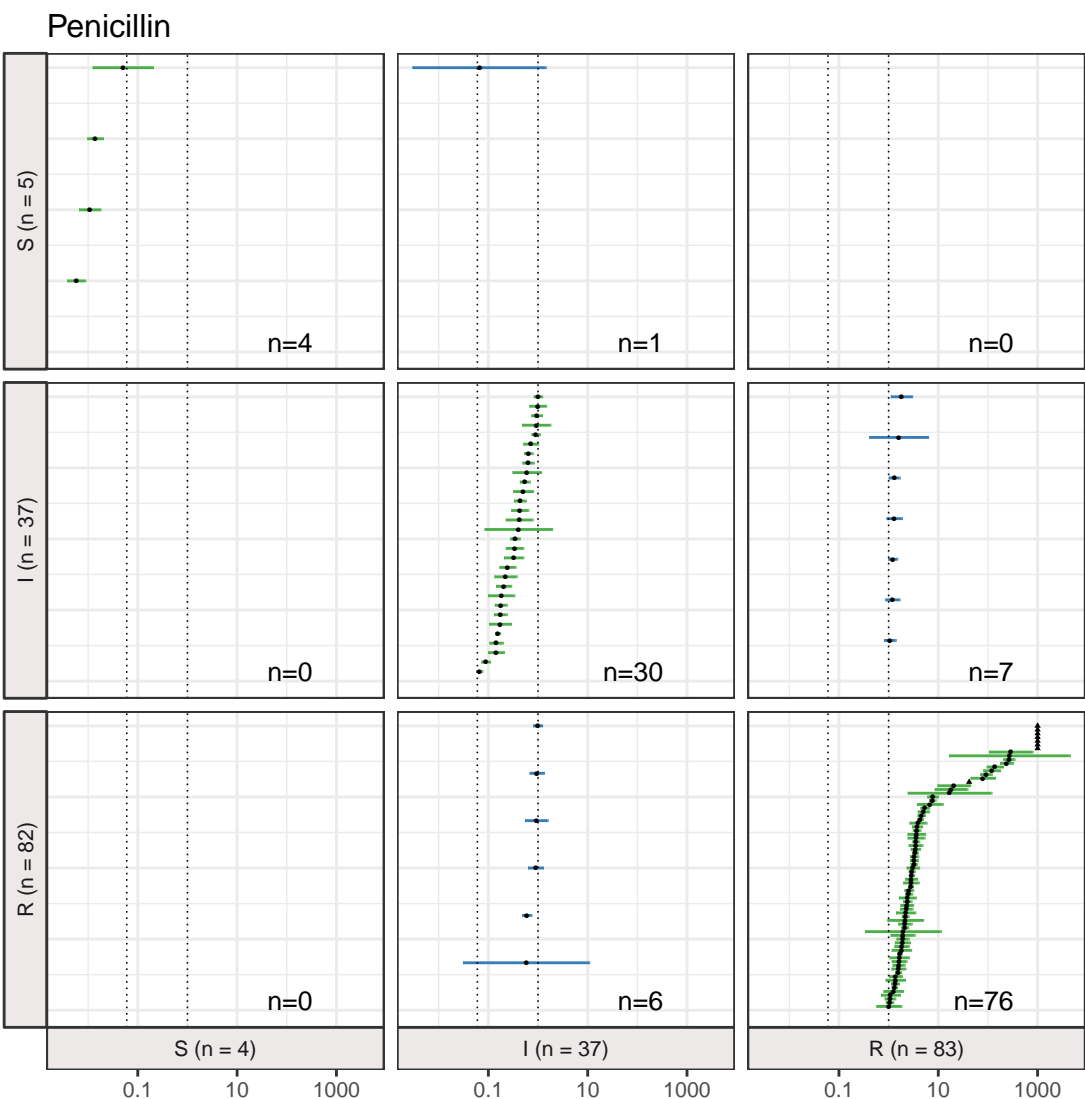 Penicillin
S (n = 5)
n=4
n=1
n=0
I (n = 37)
n=0
n=30
n=7
R (n = 82)
n=0
n=6
n=76
S (n = 4)
I (n = 37)
R (n = 83)
0.1 10 1000
0.1 10 1000
0.1 10 1000